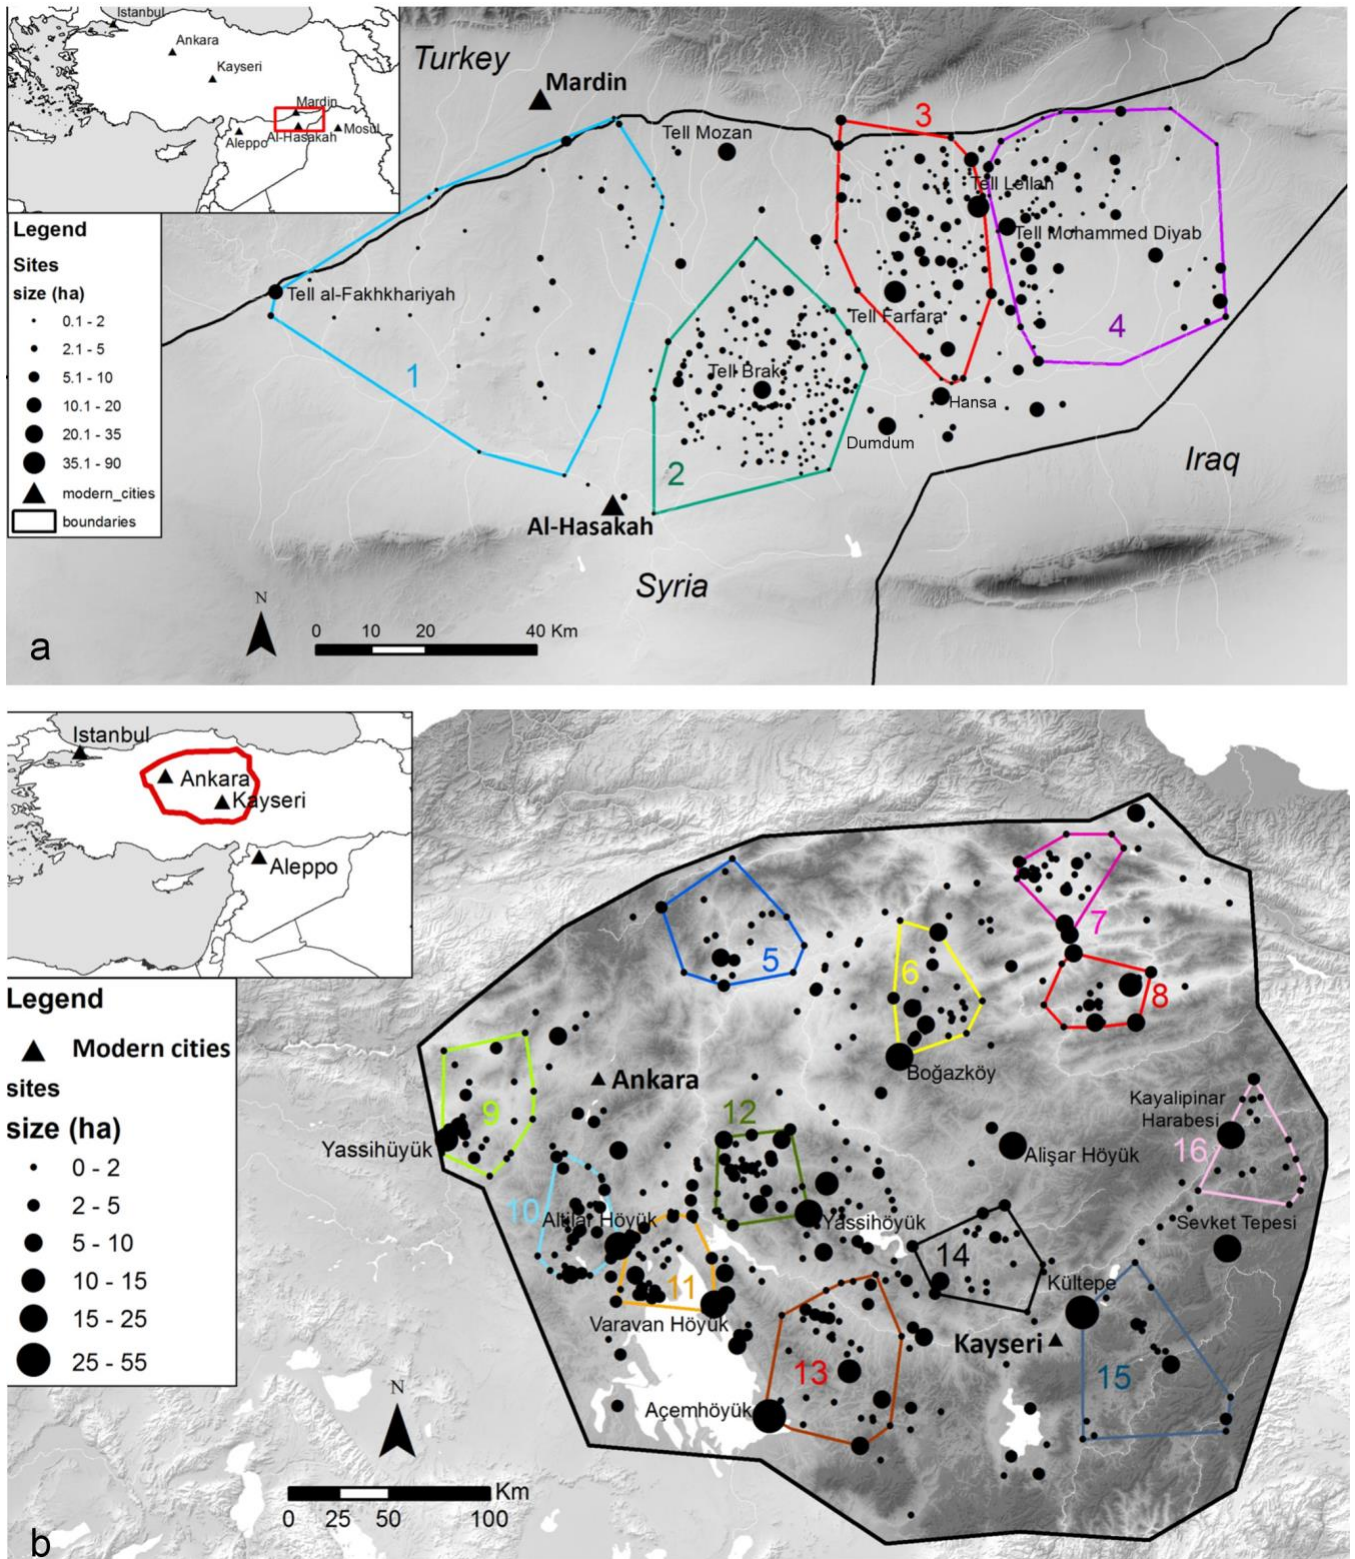 Istanbul
Ankara
Kayseri
Mardin
Aleppo
Al-Hasakah
Mosul
Turkey
Mardin
3
Tell Mozan
Tell Leilan
Tell Mohammed Diyab
Tell al-Fakhkhariyah
Tell Farfara
4
1
Tell Brak
Hansa
Dumdum
2
Iraq
Al-Hasakah
Syria
Legend
Sites
size (ha)
0.1 - 2
2.1 - 5
5.1 - 10
10.1 - 20
20.1 - 35
35.1 - 90
modern_cities
boundaries
N
0 10 20 40 Km
a
Istanbul
Ankara
Kayseri
Aleppo
Legend
Modern cities
sites
size (ha)
0 - 2
2 - 5
5 - 10
10 - 15
15 - 25
25 - 55
7
5
6
8
Boğazköy
Ankara
Kayalipinar
Harabesi
9
12
Yassihüyük
Alişar Höyük
16
10
Altilar Höyük
Yassihöyük
Sevket Tepesi
14
11
Kültepe
Varavan Höyük
Kayseri
13
15
Açemhöyük
N
Km
0 25 50 100
b